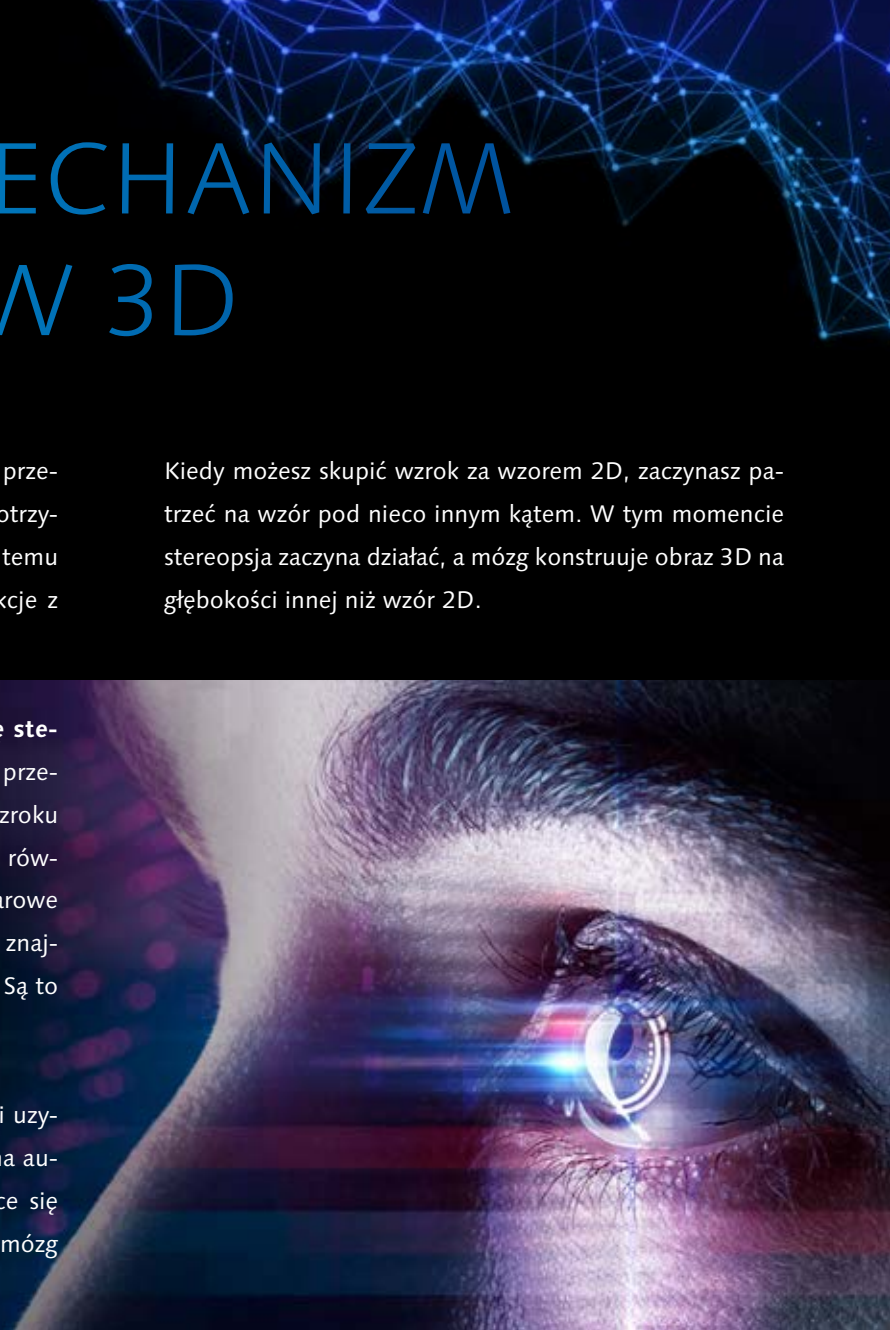 ECHANIZM
W 3D
prze-
otrzy-
temu
kcje z
e ste-
prze-
zroku
rów-
arowe
znaj-
Są to
i uzy-
na au-
ce się
mózg
Kiedy możesz skupić wzrok za wzorem 2D, zaczynasz pa-
trzeć na wzór pod nieco innym kątem. W tym momencie
stereopsja zaczyna działać, a mózg konstruuje obraz 3D na
głębokości innej niż wzór 2D.